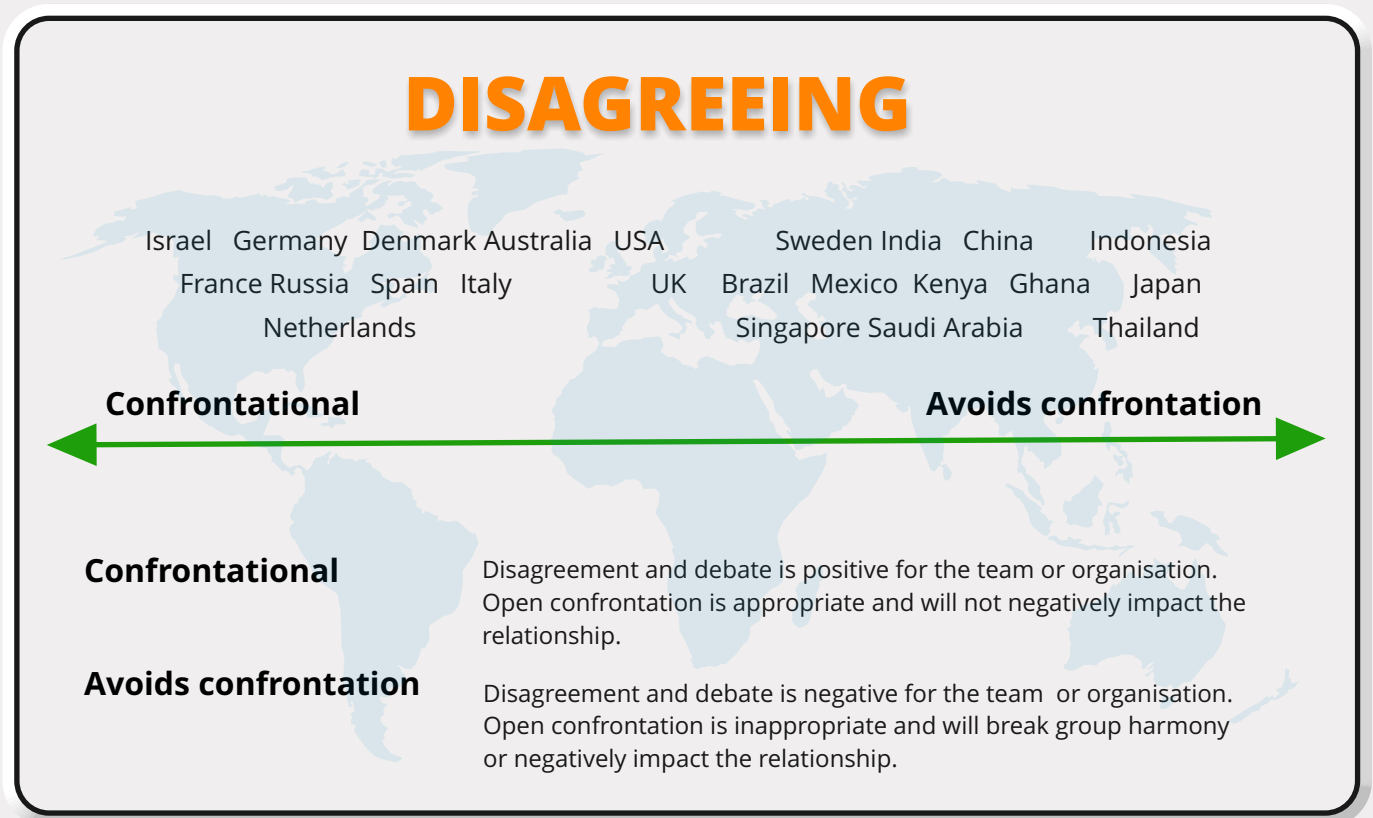 DISAGREEING
Israel Germany Denmark Australia USA Sweden India China Indonesia
France Russia Spain Italy UK Brazil Mexico Kenya Ghana Japan
Netherlands Singapore Saudi Arabia Thailand
Confrontational Avoids confrontation
Confrontational
Disagreement and debate is positive for the team or organisation.
Open confrontation is appropriate and will not negatively impact the
relationship.
Avoids confrontation
Disagreement and debate is negative for the team or organisation.
Open confrontation is inappropriate and will break group harmony
or negatively impact the relationship.